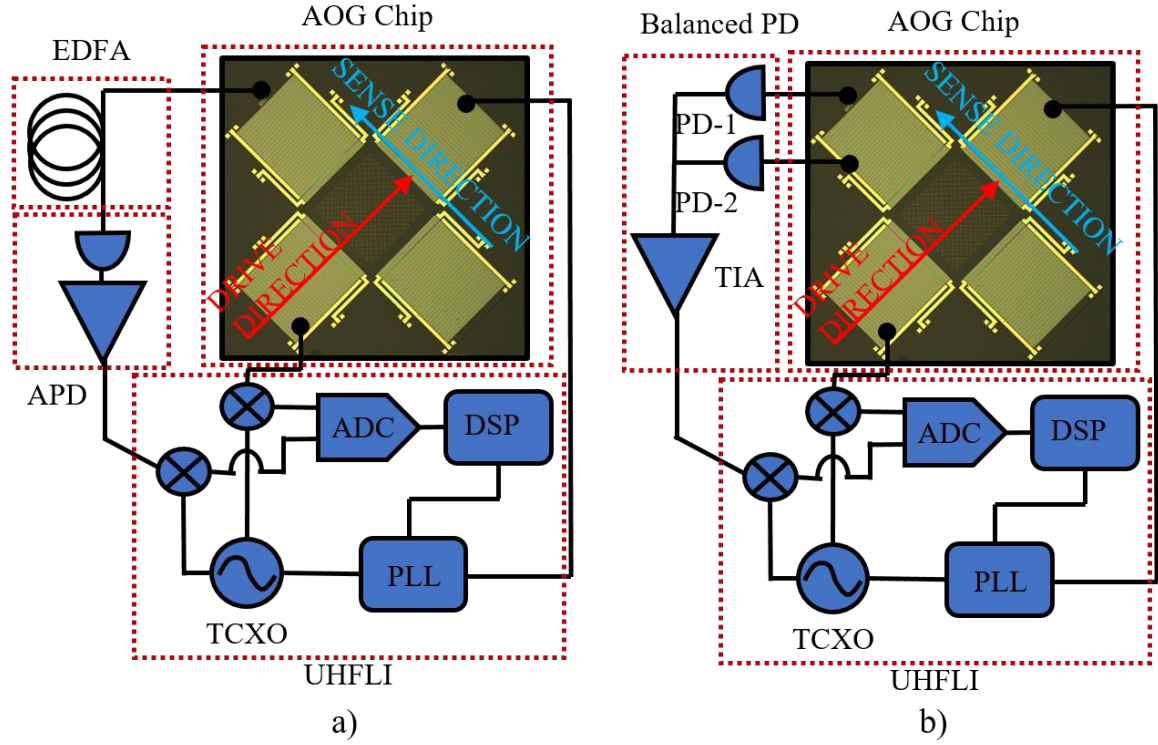 AOG Chip
EDFA
SENSE DIRECTION
DRIVE
DIRECTION
APD
ADC
DSP
PLL
TCXO
UHFLI
a)
Balanced PD
AOG Chip
PD-1
PD-2
SENSE DIRECTION
DRIVE
DIRECTION
TIA
ADC
DSP
PLL
TCXO
UHFLI
b)